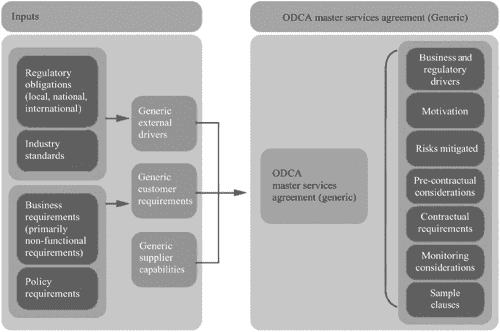 Inputs
ODCA master services agreement (Generic)
Regulatory
obligations
(local, national,
international)
Industry
standards
Business
requirements
(primarily
non-functional
requirements)
Policy
requirements
Generic
external
drivers
Generic
customer
requirements
Generic
supplier
capabilities
ODCA
master services
agreement (generic)
Business and
regulatory
drivers
Motivation
Risks mitigated
Pre-contractual
considerations
Contractual
requirements
Monitoring
considerations
Sample
clauses